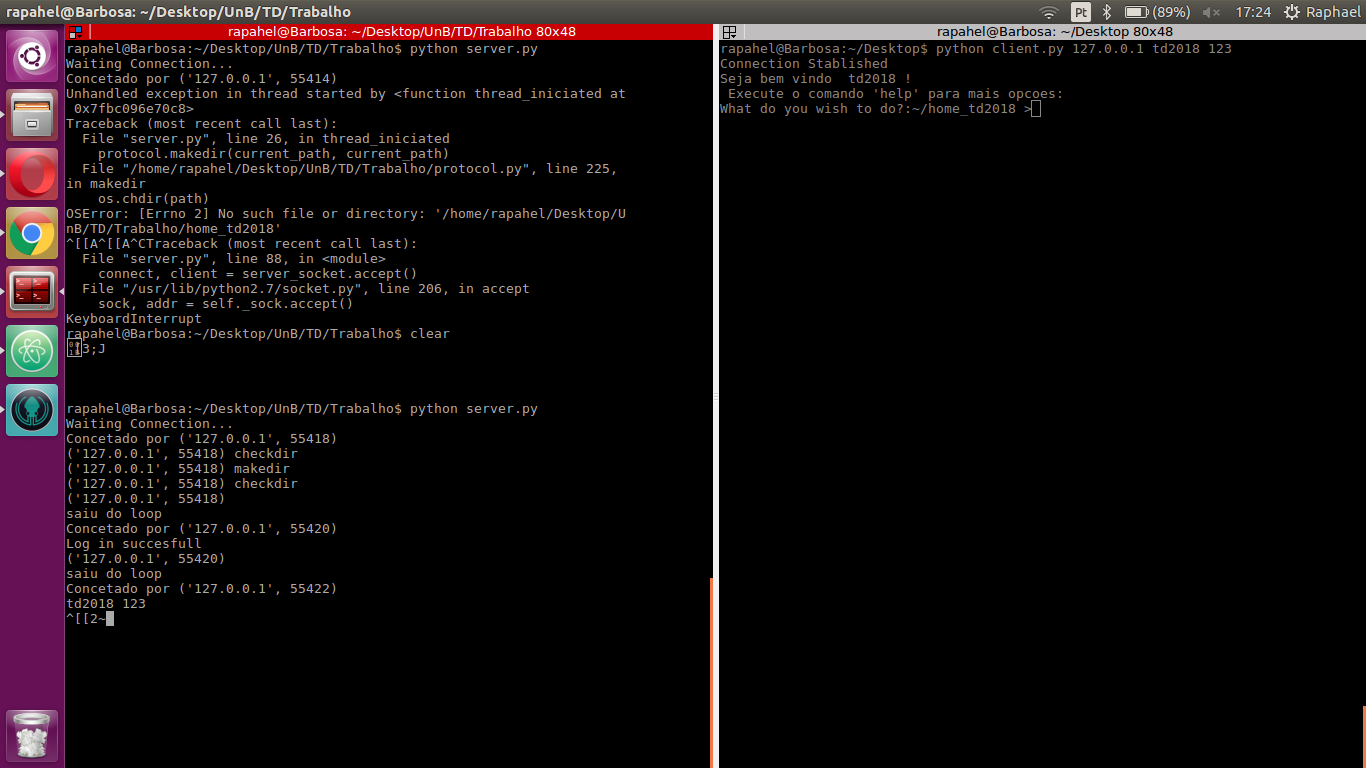 rapahel@Barbosa: ~/Desktop/UnB/TD/Trabalho
Pt
(89%)
17:24
Raphael
rapahel@Barbosa: ~/Desktop/UnB/TD/Trabalho 80x48
rapahel@Barbosa:~/Desktop/UnB/TD/Trabalho$ python server.py
Waiting Connection...
Concetado por ('127.0.0.1', 55414)
Unhandled exception in thread started by <function thread_iniciated at
 0x7fbc096e70c8>
Traceback (most recent call last):
  File "server.py", line 26, in thread_iniciated
    protocol.makedir(current_path, current_path)
  File "/home/rapahel/Desktop/UnB/TD/Trabalho/protocol.py", line 225,
in makedir
    os.chdir(path)
OSError: [Errno 2] No such file or directory: '/home/rapahel/Desktop/U
nB/TD/Trabalho/home_td2018'
^[[A^[[A^CTraceback (most recent call last):
  File "server.py", line 88, in <module>
    connect, client = server_socket.accept()
  File "/usr/lib/python2.7/socket.py", line 206, in accept
    sock, addr = self._sock.accept()
KeyboardInterrupt
rapahel@Barbosa:~/Desktop/UnB/TD/Trabalho$ clear
3;J
rapahel@Barbosa:~/Desktop/UnB/TD/Trabalho$ python server.py
Waiting Connection...
Concetado por ('127.0.0.1', 55418)
('127.0.0.1', 55418) checkdir
('127.0.0.1', 55418) makedir
('127.0.0.1', 55418) checkdir
('127.0.0.1', 55418)
saiu do loop
Concetado por ('127.0.0.1', 55420)
Log in succesfull
('127.0.0.1', 55420)
saiu do loop
Concetado por ('127.0.0.1', 55422)
td2018 123
^[[2~
rapahel@Barbosa: ~/Desktop 80x48
rapahel@Barbosa:~/Desktop$ python client.py 127.0.0.1 td2018 123
Connection Stablished
Seja bem vindo  td2018 !
 Execute o comando 'help' para mais opcoes:
What do you wish to do?:~/home_td2018 >